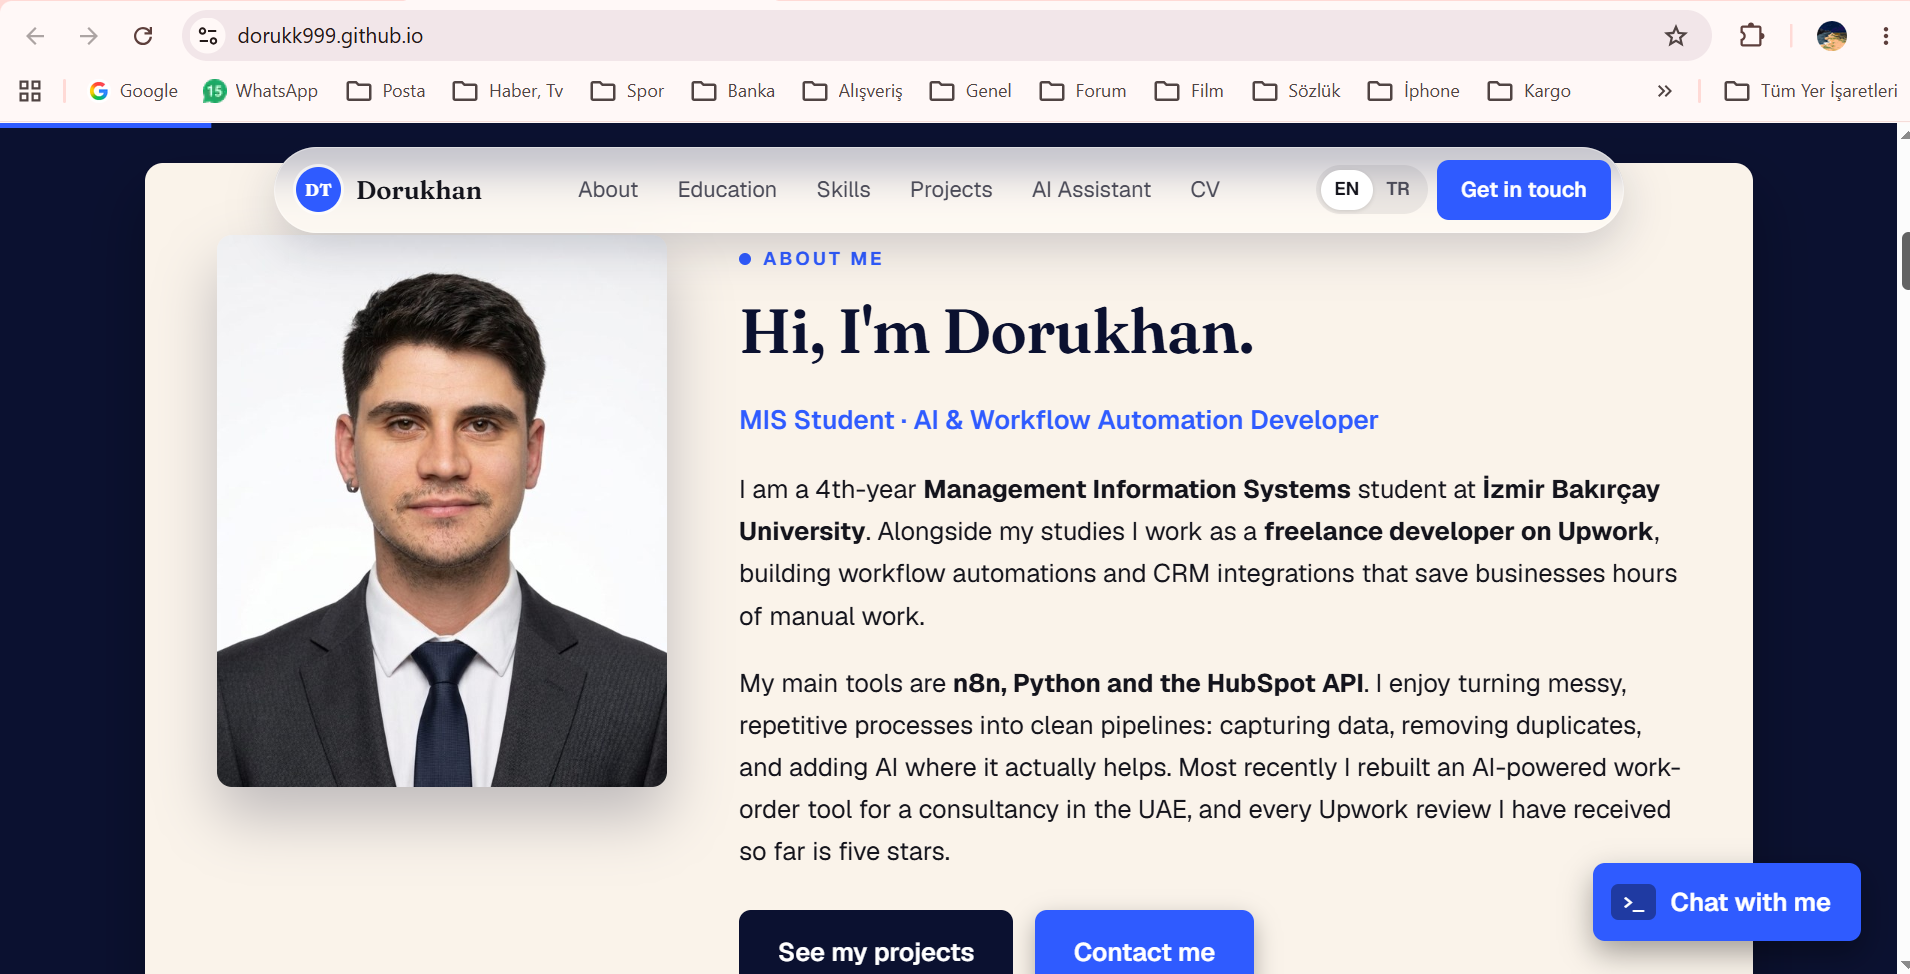 dorukk999.github.io
Google
15
WhatsApp
Posta
Haber, Tv
Spor
Banka
Alışveriş
Genel
Forum
Film
Sözlük
İphone
Kargo
Tüm Yer İşaretleri
DT
Dorukhan
About
Education
Skills
Projects
AI Assistant
CV
EN
TR
Get in touch
ABOUT ME
Hi, I'm Dorukhan.
MIS Student · AI & Workflow Automation Developer
I am a 4th-year Management Information Systems student at İzmir Bakırçay
University. Alongside my studies I work as a freelance developer on Upwork,
building workflow automations and CRM integrations that save businesses hours
of manual work.
My main tools are n8n, Python and the HubSpot API. I enjoy turning messy,
repetitive processes into clean pipelines: capturing data, removing duplicates,
and adding AI where it actually helps. Most recently I rebuilt an AI-powered work-
order tool for a consultancy in the UAE, and every Upwork review I have received
so far is five stars.
See my projects
Contact me
>_ Chat with me